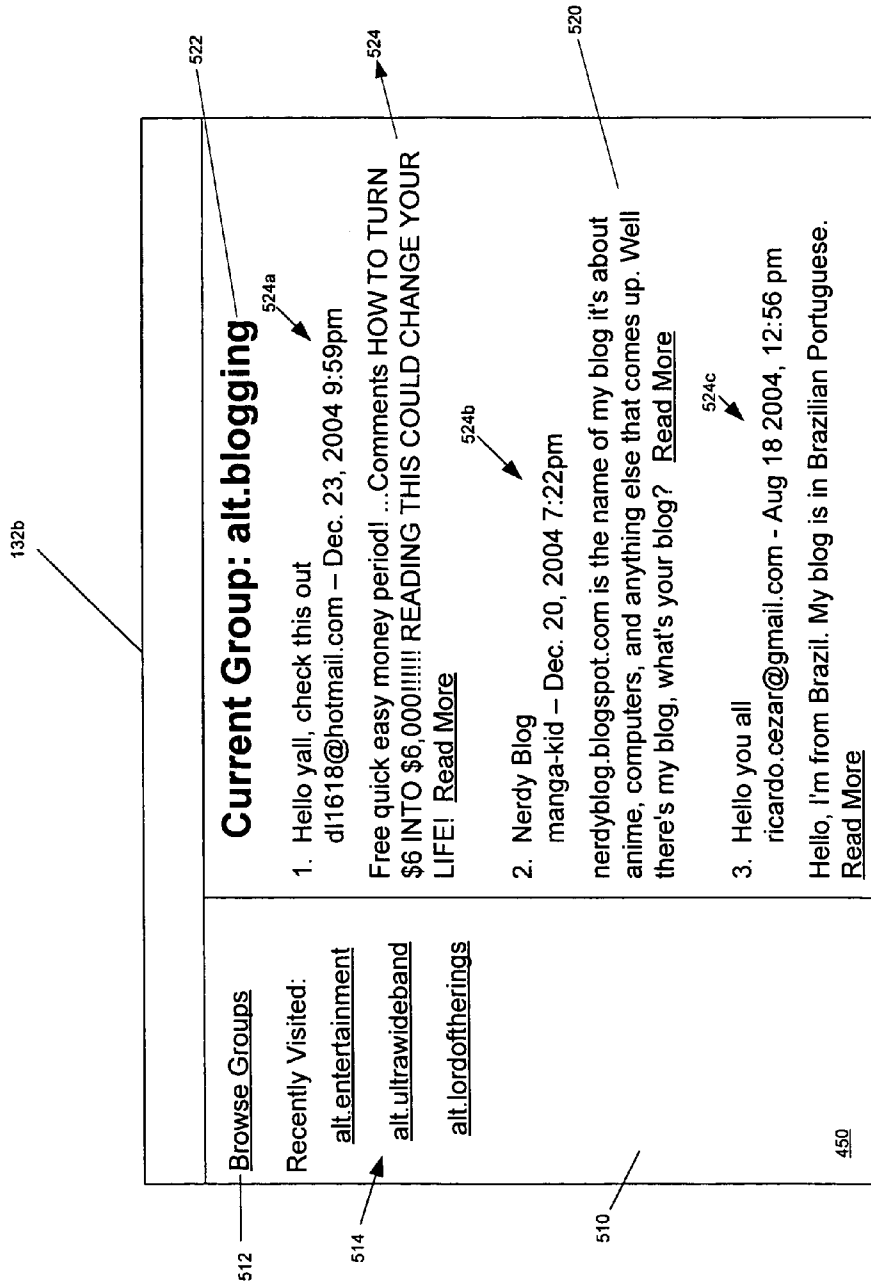 132b
512
Browse Groups
Recently Visited:
alt.entertainment
alt.ultrawideband
alt.lordoftherings
514
510
450
Current Group: alt.blogging
522
1. Hello yall, check this out
dl1618@hotmail.com – Dec. 23, 2004 9:59pm
524a
Free quick easy money period! ...Comments HOW TO TURN
$6 INTO $6,000!!!!!! READING THIS COULD CHANGE YOUR
LIFE! Read More
524
2. Nerdy Blog
manga-kid – Dec. 20, 2004 7:22pm
524b
nerdyblog.blogspot.com is the name of my blog it's about
anime, computers, and anything else that comes up. Well
there's my blog, what's your blog? Read More
520
3. Hello you all
ricardo.cezar@gmail.com - Aug 18 2004, 12:56 pm
524c
Hello, I'm from Brazil. My blog is in Brazilian Portuguese.
Read More